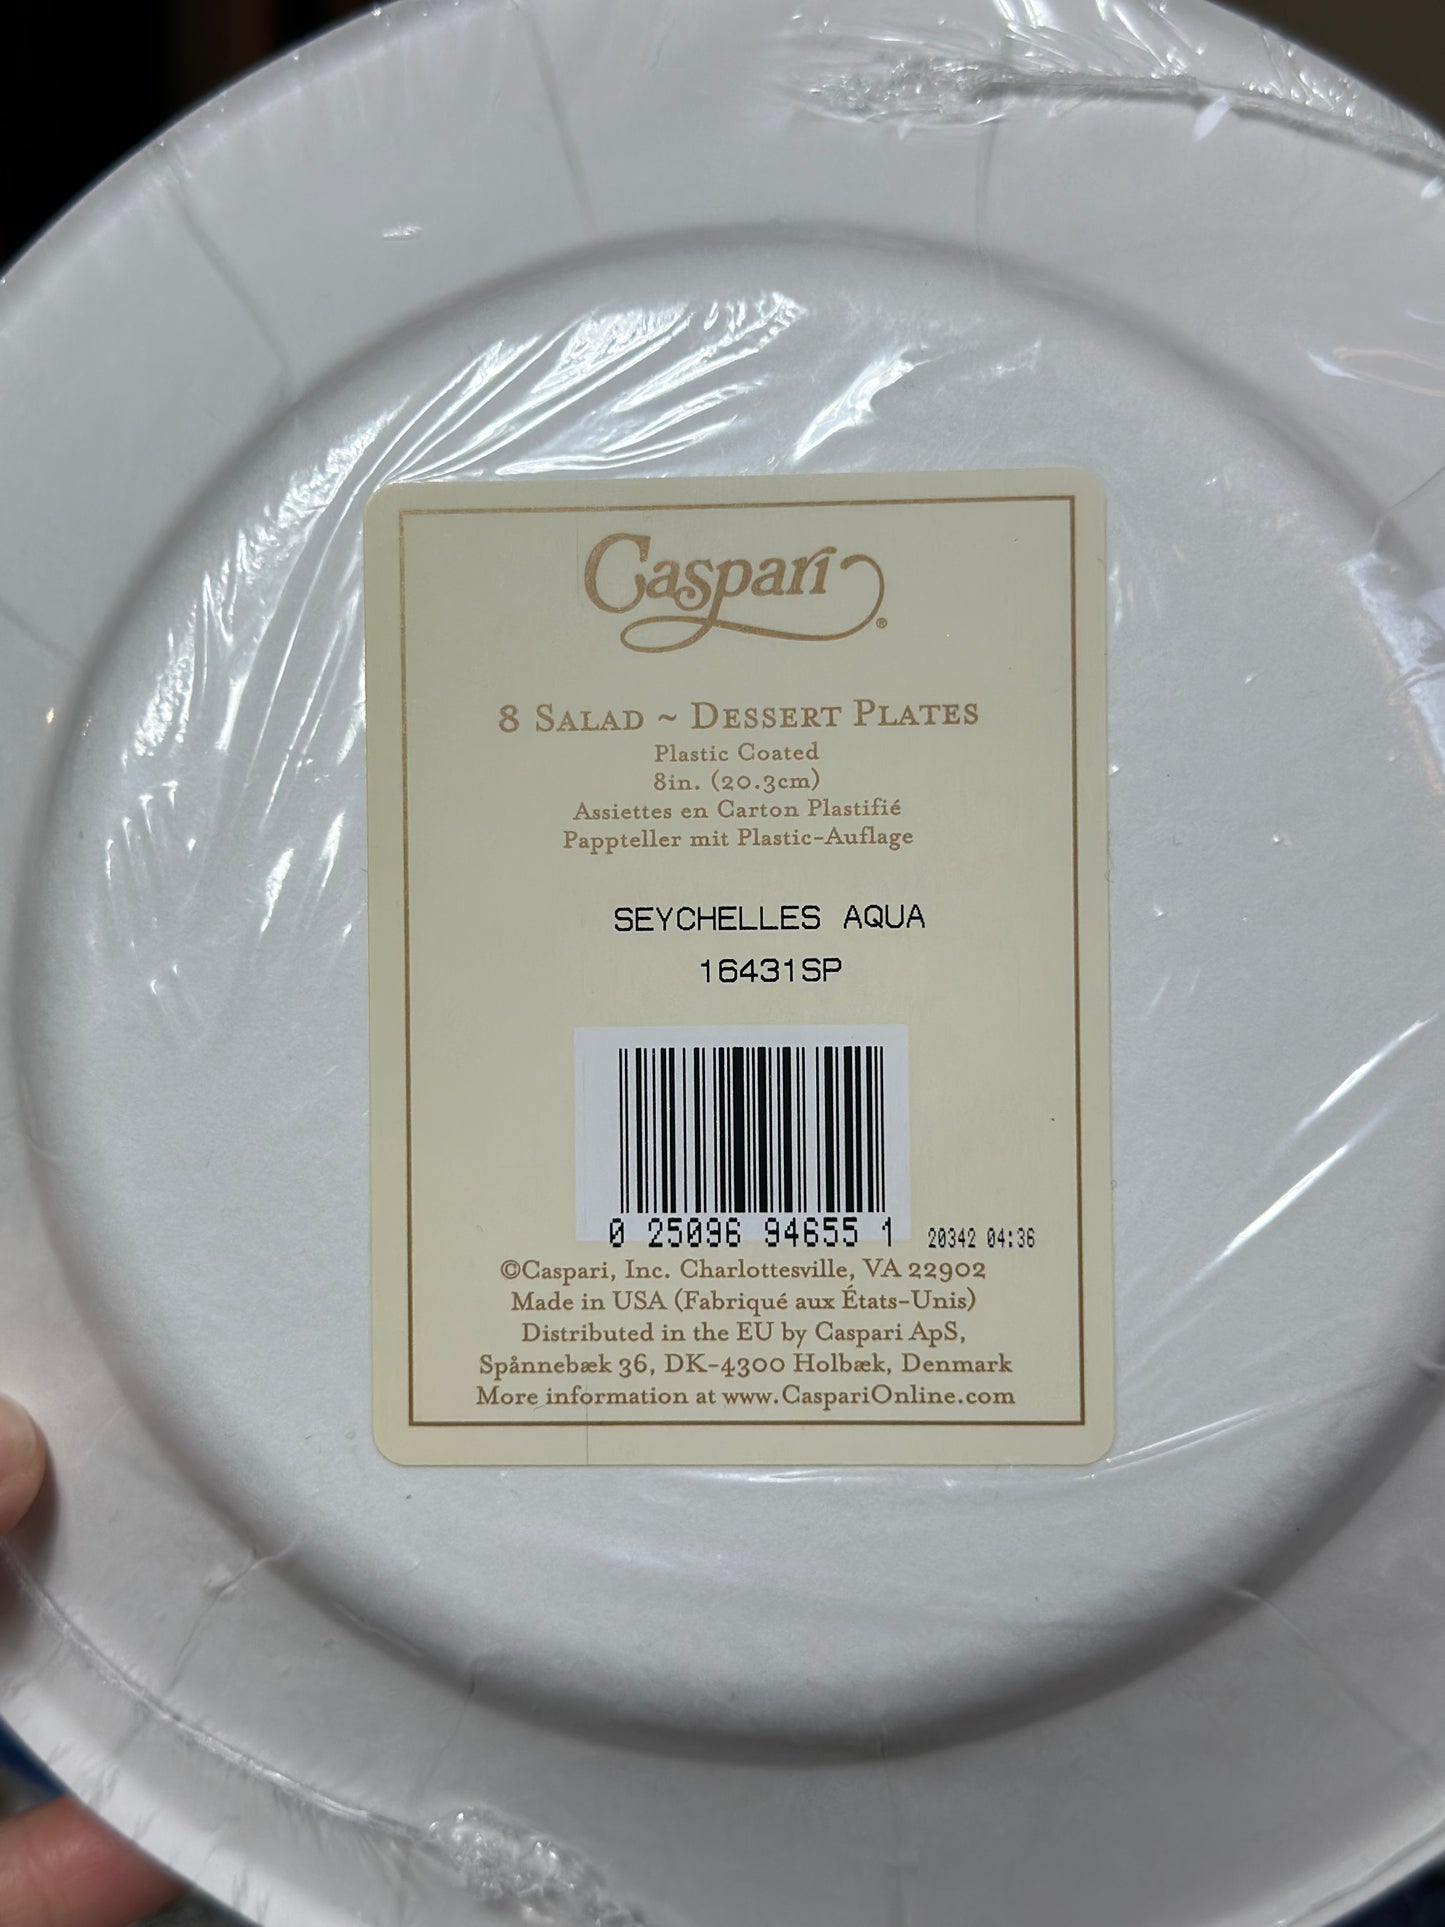 Caspari®
8 SALAD ~ DESSERT PLATES
Plastic Coated
8in. (20.3cm)
Assiettes en Carton Plastifié
Pappteller mit Plastic-Auflage
SEYCHELLES AQUA
16431SP
0 25096 94655 1 20342 04:36
©Caspari, Inc. Charlottesville, VA 22902
Made in USA (Fabriqué aux États-Unis)
Distributed in the EU by Caspari ApS,
Spånnebæk 36, DK-4300 Holbæk, Denmark
More information at www.CaspariOnline.com